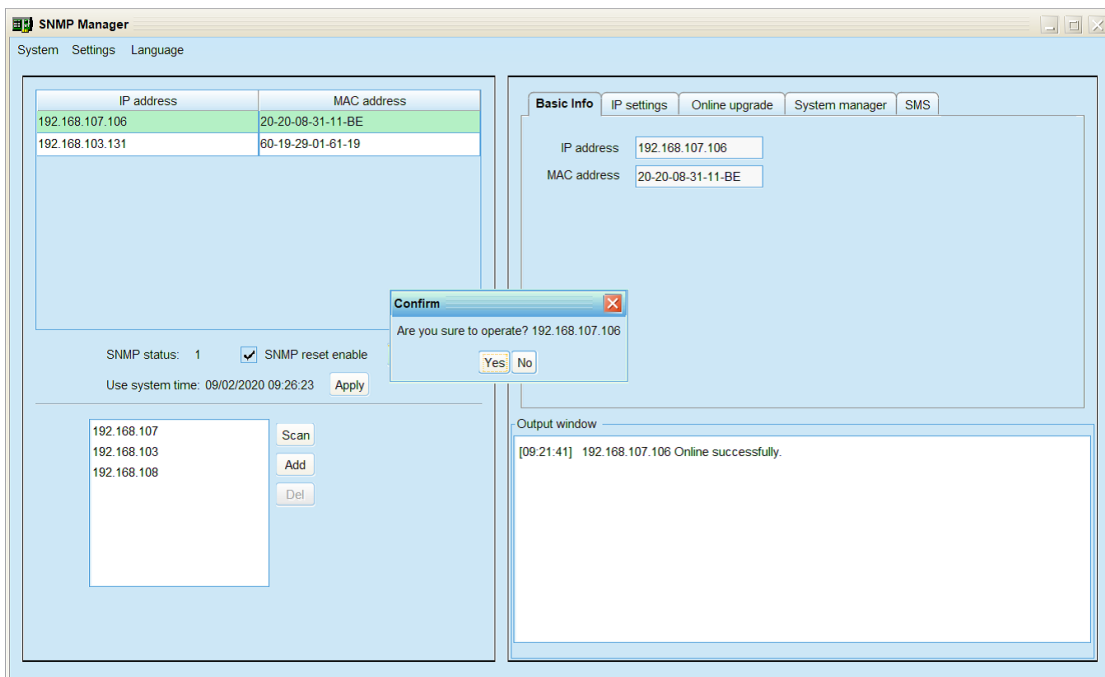 SNMP Manager
System Settings Language
IP address MAC address
192.168.107.106 20-20-08-31-11-BE
192.168.103.131 60-19-29-01-61-19
SNMP status: 1 SNMP reset enable
Use system time: 09/02/2020 09:26:23 Apply
192.168.107
192.168.103
192.168.108
Scan
Add
Del
Basic Info IP settings Online upgrade System manager SMS
IP address 192.168.107.106
MAC address 20-20-08-31-11-BE
Confirm
Are you sure to operate? 192.168.107.106
Yes No
Output window
[09:21:41] 192.168.107.106 Online successfully.